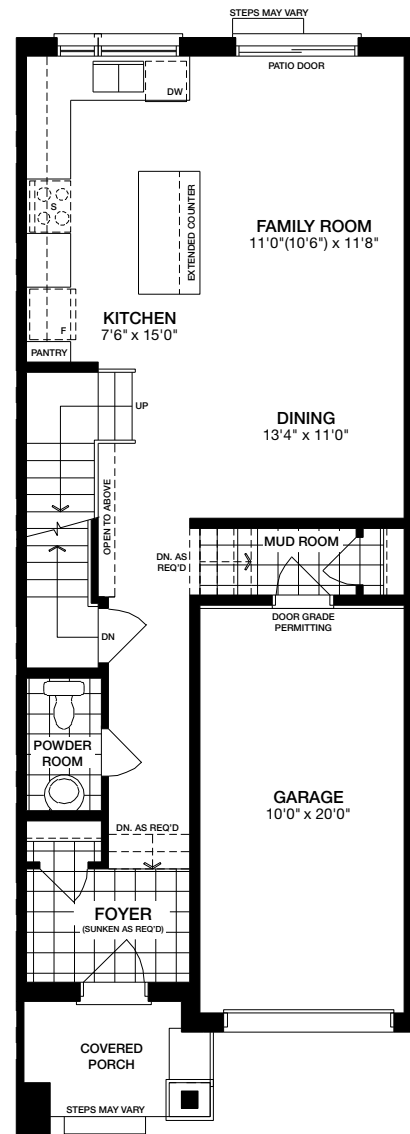 STEPS MAY VARY
PATIO DOOR
DW
S
EXTENDED COUNTER
FAMILY ROOM
11'0"(10'6") x 11'8"
F
KITCHEN
7'6" x 15'0"
PANTRY
UP
DINING
13'4" x 11'0"
OPEN TO ABOVE
MUD ROOM
DN. AS
REQ'D
DOOR GRADE
PERMITTING
DN
POWDER
ROOM
GARAGE
10'0" x 20'0"
DN. AS REQ'D
FOYER
(SUNKEN AS REQ'D)
COVERED
PORCH
STEPS MAY VARY